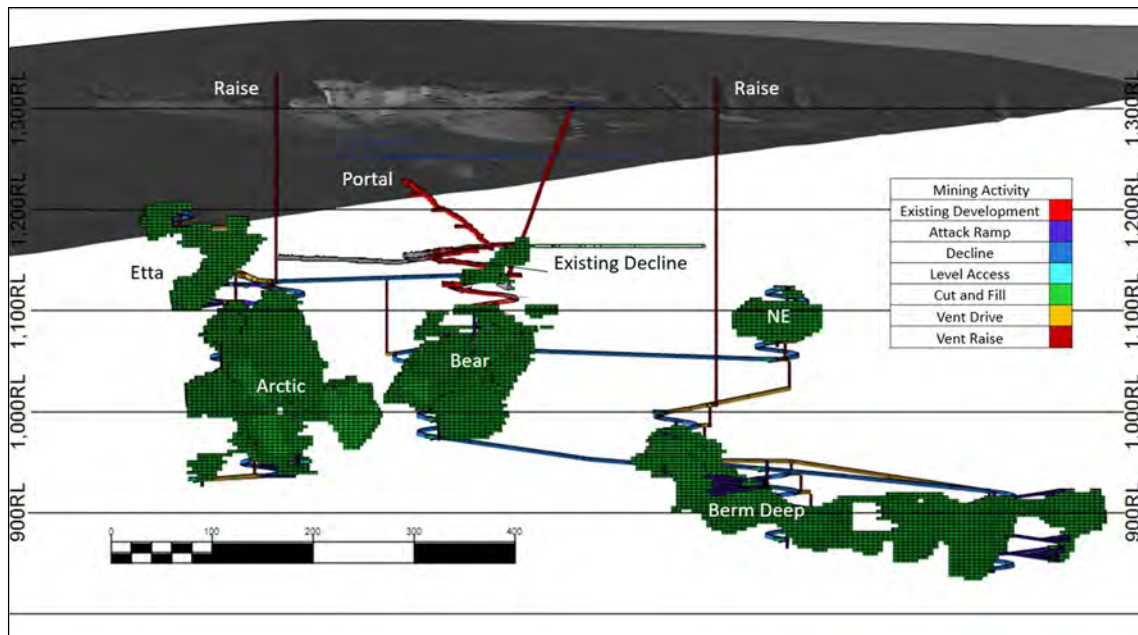 Raise
Raise
1,300RL
1,300RL
Portal
1,200RL
1,200RL
Mining Activity
Existing Development
Attack Ramp
Decline
Level Access
Cut and Fill
Vent Drive
Vent Raise
Etta
Existing Decline
1,100RL
1,100RL
NE
Bear
Arctic
1,000RL
1,000RL
Berm Deep
900RL
900RL
0 100 200 300 400